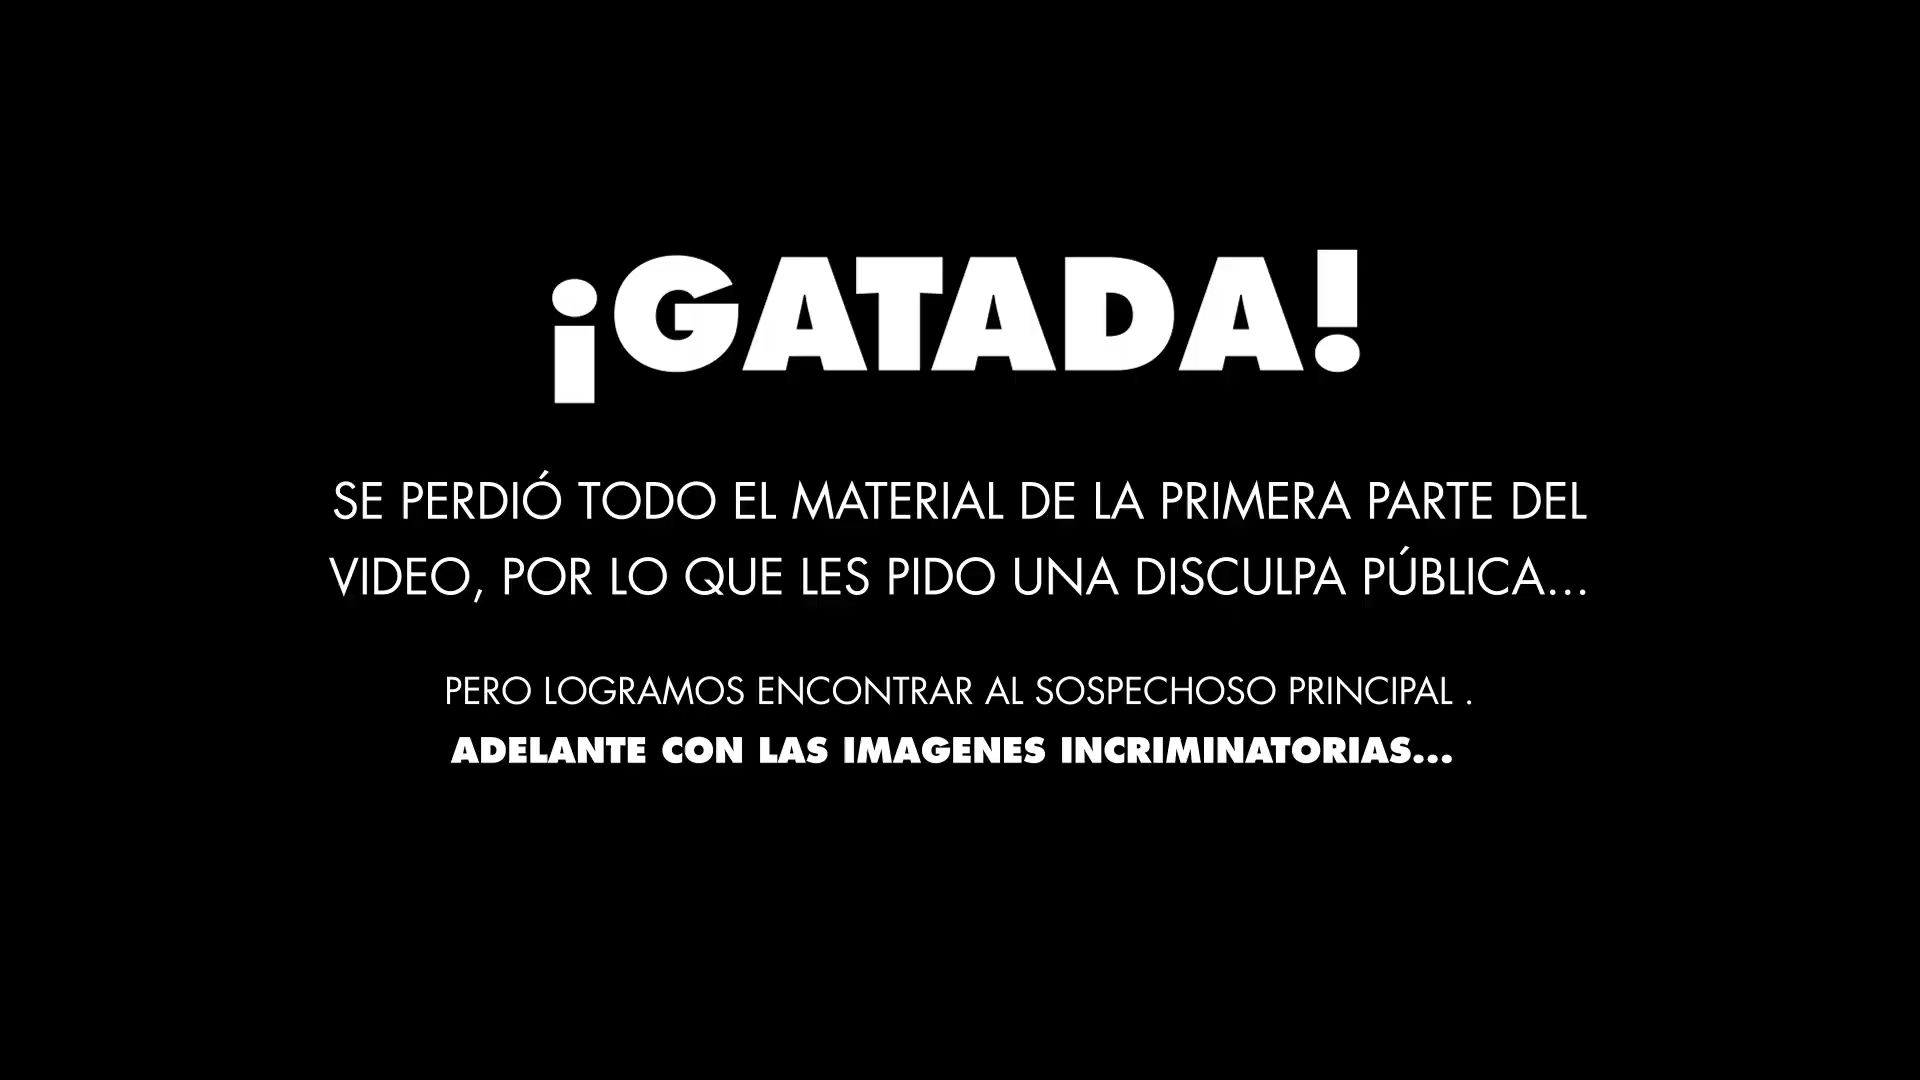 ¡GATADA!
SE PERDIÓ TODO EL MATERIAL DE LA PRIMERA PARTE DEL
VIDEO, POR LO QUE LES PIDO UNA DISCULPA PÚBLICA...
PERO LOGRAMOS ENCONTRAR AL SOSPECHOSO PRINCIPAL .
ADELANTE CON LAS IMAGENES INCRIMINATORIAS...